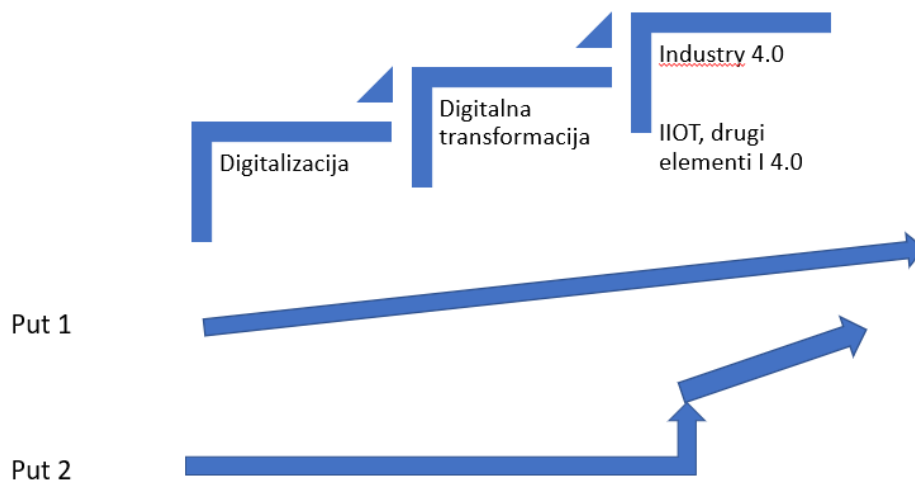 Industry 4.0
IIOT, drugi
elementi I 4.0
Digitalna
transformacija
Digitalizacija
Put 1
Put 2